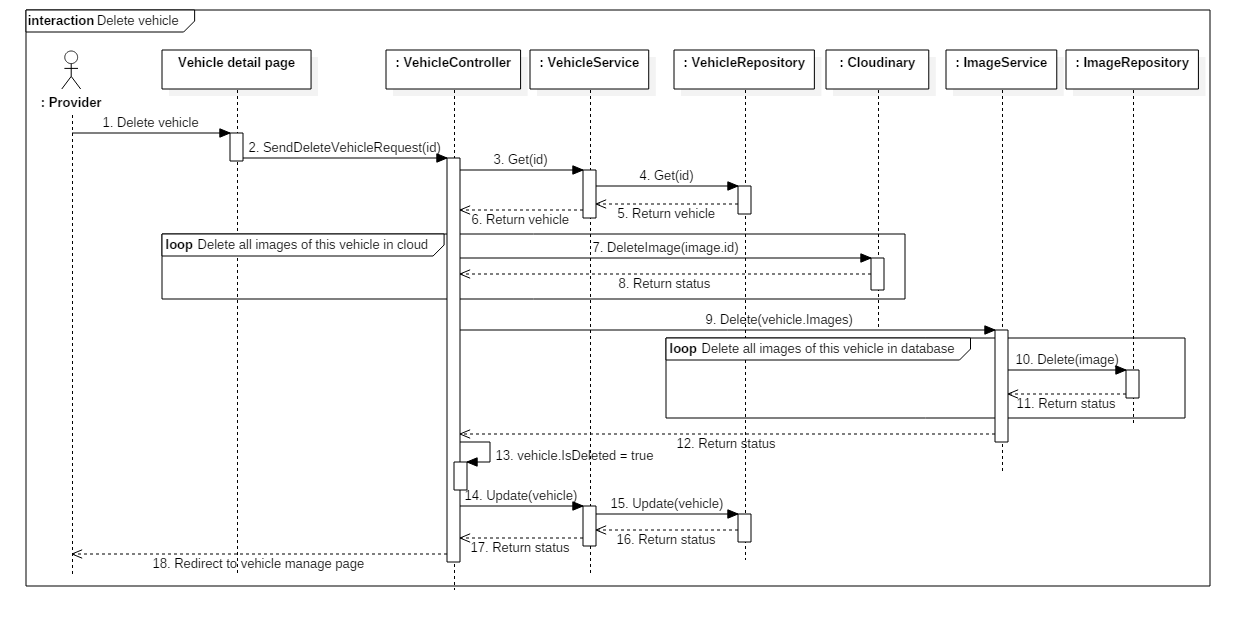 interaction Delete vehicle
Vehicle detail page
: VehicleController
: VehicleService
: VehicleRepository
: Cloudinary
: ImageService
: ImageRepository
: Provider
1. Delete vehicle
2. SendDeleteVehicleRequest(id)
3. Get(id)
4. Get(id)
5. Return vehicle
6. Return vehicle
loop Delete all images of this vehicle in cloud
7. DeleteImage(image.id)
8. Return status
9. Delete(vehicle.Images)
loop Delete all images of this vehicle in database
10. Delete(image)
11. Return status
12. Return status
13. vehicle.IsDeleted = true
14. Update(vehicle)
15. Update(vehicle)
16. Return status
17. Return status
18. Redirect to vehicle manage page